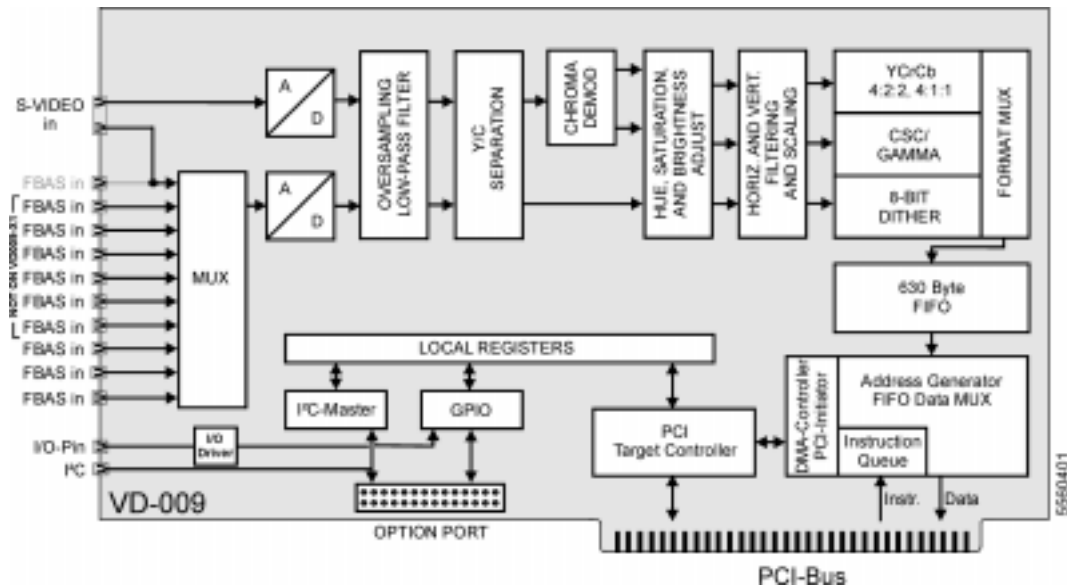 S-VIDEO
in
FBAS in
FBAS in
FBAS in
FBAS in
FBAS in
FBAS in
FBAS in
FBAS in
FBAS in
FBAS in
I/O-Pin
I²C
NOT ON
MUX
A
D
A
D
OVERSAMPLING
LOW-PASS FILTER
Y/C
SEPARATION
CHROMA
DEMOD
HUE, SATURATION,
AND BRIGHTNESS
ADJUST
HORIZ. AND VERT.
FILTERING
AND SCALING
YCrCb
4:2:2, 4:1:1
CSC/
GAMMA
8-BIT
DITHER
FORMAT MUX
630 Byte
FIFO
LOCAL REGISTERS
I²C-Master
GPIO
I/O
Driver
PCI
Target Controller
DMA-Controller
PCI-Initiator
Address Generator
FIFO Data MUX
Instruction
Queue
Instr.
Data
VD-009
OPTION PORT
PCI-Bus
5560401